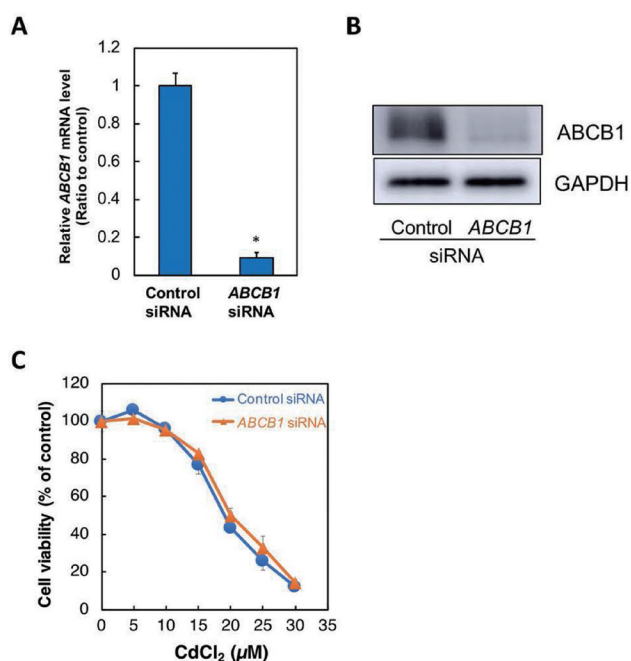 A
Relative ABCB1 mRNA level
(Ratio to control)
1.2
1
0.8
0.6
0.4
0.2
0
*
Control
siRNA
ABCB1
siRNA
B
ABCB1
GAPDH
Control ABCB1
siRNA
C
Cell viability (% of control)
120
100
80
60
40
20
0
Control siRNA
ABCB1 siRNA
0 5 10 15 20 25 30 35
CdCl₂ (µM)